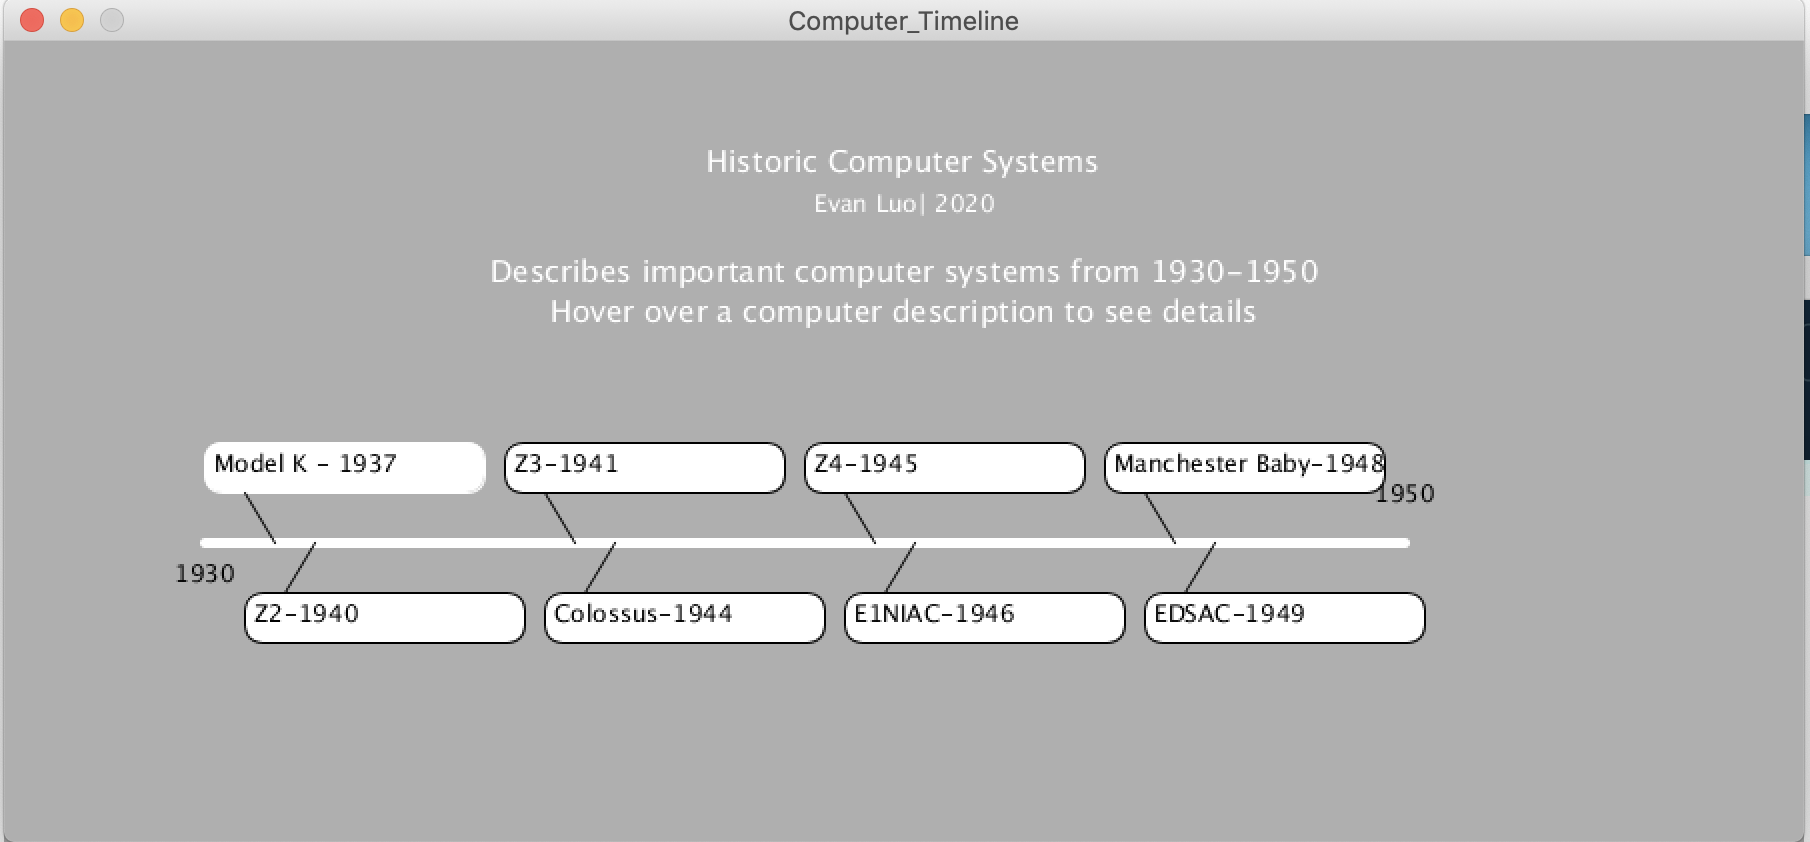 Computer_Timeline
Historic Computer Systems
Evan Luo| 2020
Describes important computer systems from 1930-1950
Hover over a computer description to see details
Model K - 1937
Z3-1941
Z4-1945
Manchester Baby-1948
1950
1930
Z2-1940
Colossus-1944
E1NIAC-1946
EDSAC-1949